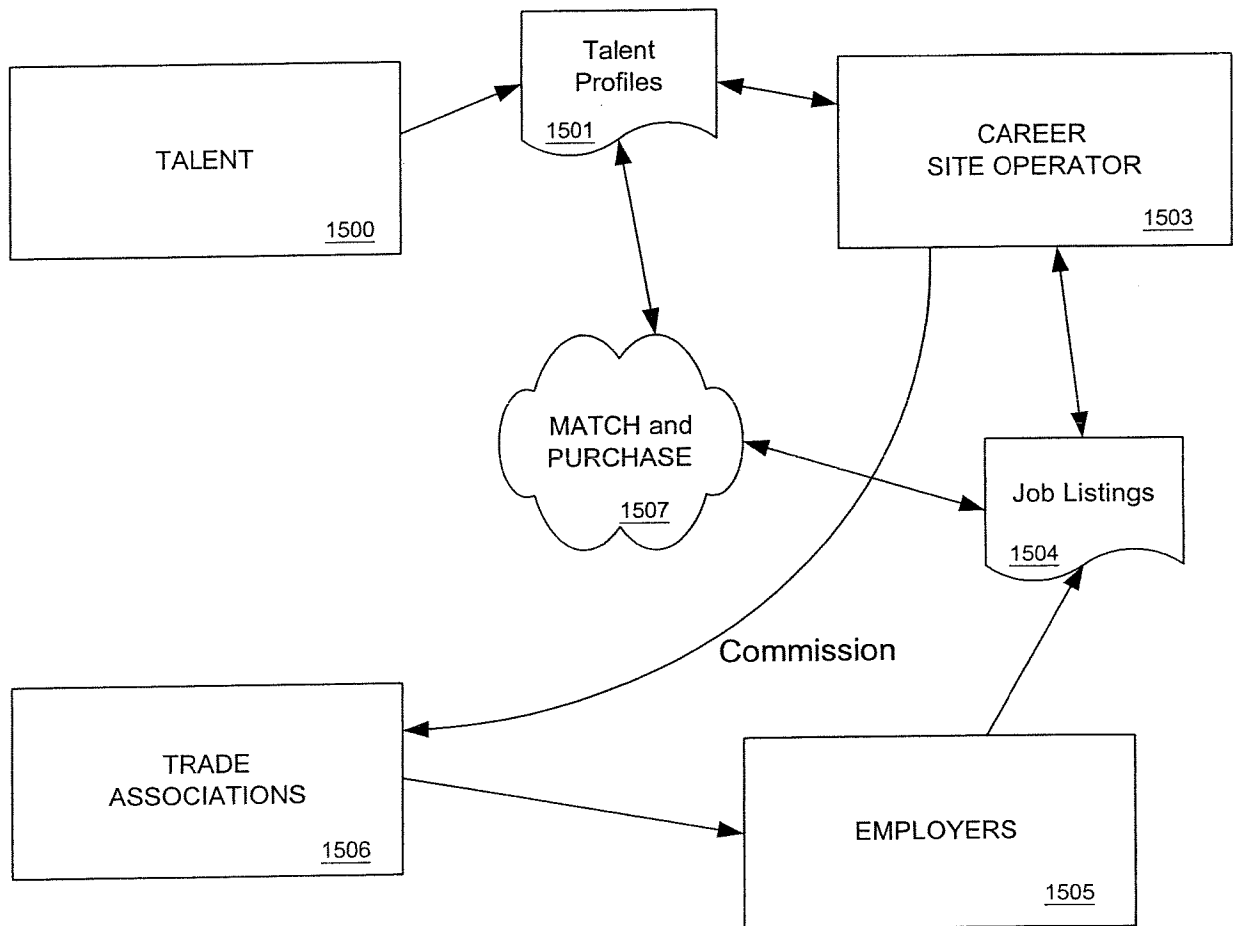 Talent
Profiles
1501
TALENT
1500
CAREER
SITE OPERATOR
1503
MATCH and
PURCHASE
1507
Job Listings
1504
Commission
TRADE
ASSOCIATIONS
1506
EMPLOYERS
1505